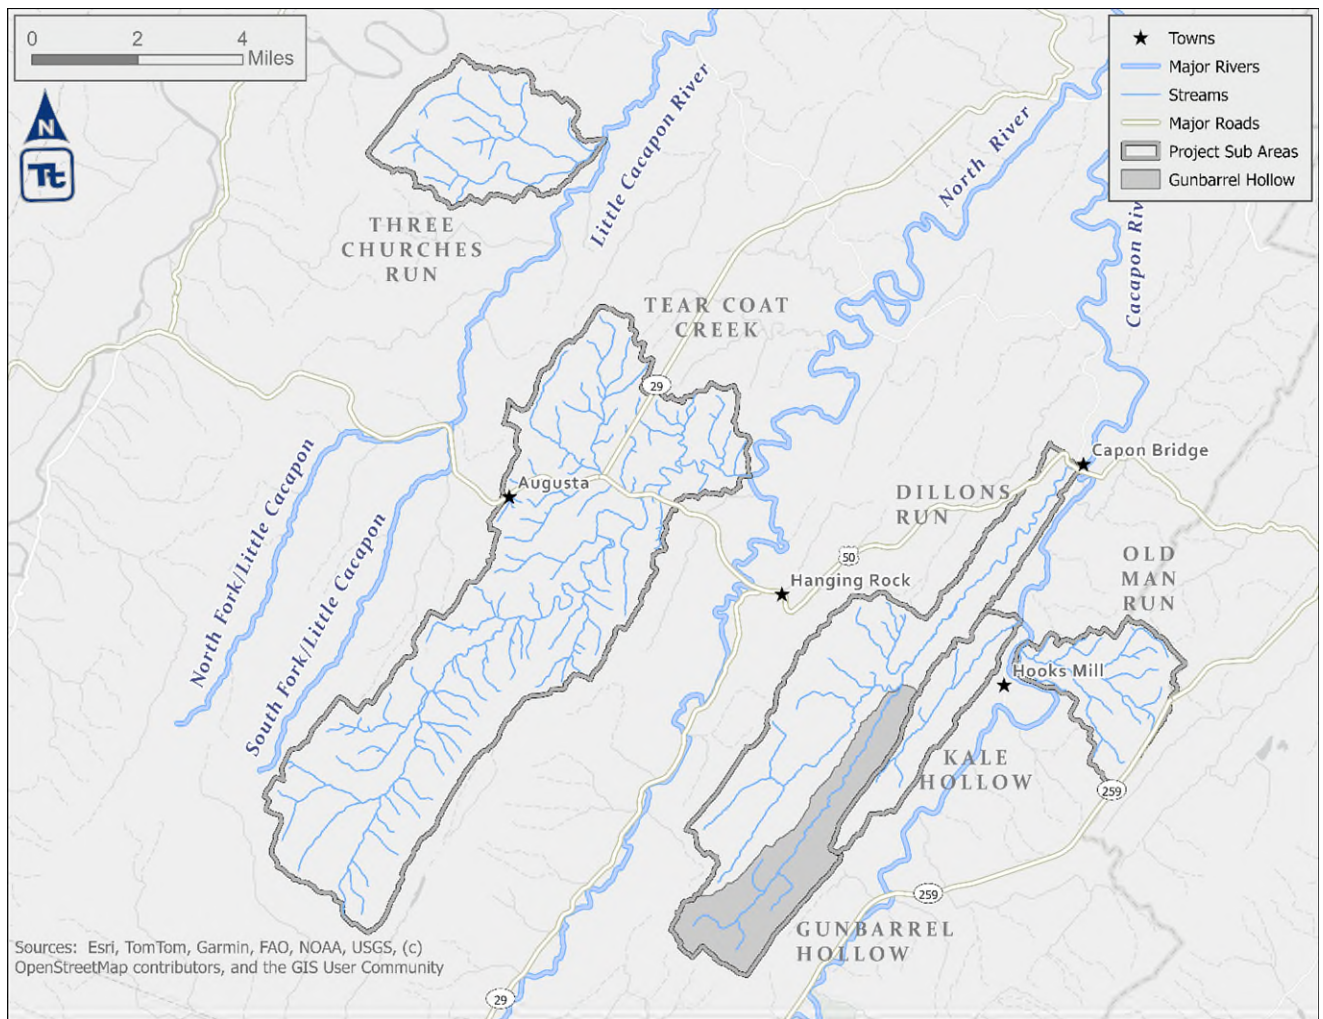 0 2 4
Miles
N
Tt
Towns
Major Rivers
Streams
Major Roads
Project Sub Areas
Gunbarrel Hollow
Little Cacapon River
North River
Cacapon Riv
THREE
CHURCHES
RUN
TEAR COAT
CREEK
29
Augusta
North Fork/Little Cacapon
South Fork/Little Cacapon
Capon Bridge
DILLONS
RUN
50
Hanging Rock
OLD
MAN
RUN
Hooks Mill
KALE
HOLLOW
259
259
GUNBARREL
HOLLOW
29
Sources: Esri, TomTom, Garmin, FAO, NOAA, USGS, (c)
OpenStreetMap contributors, and the GIS User Community